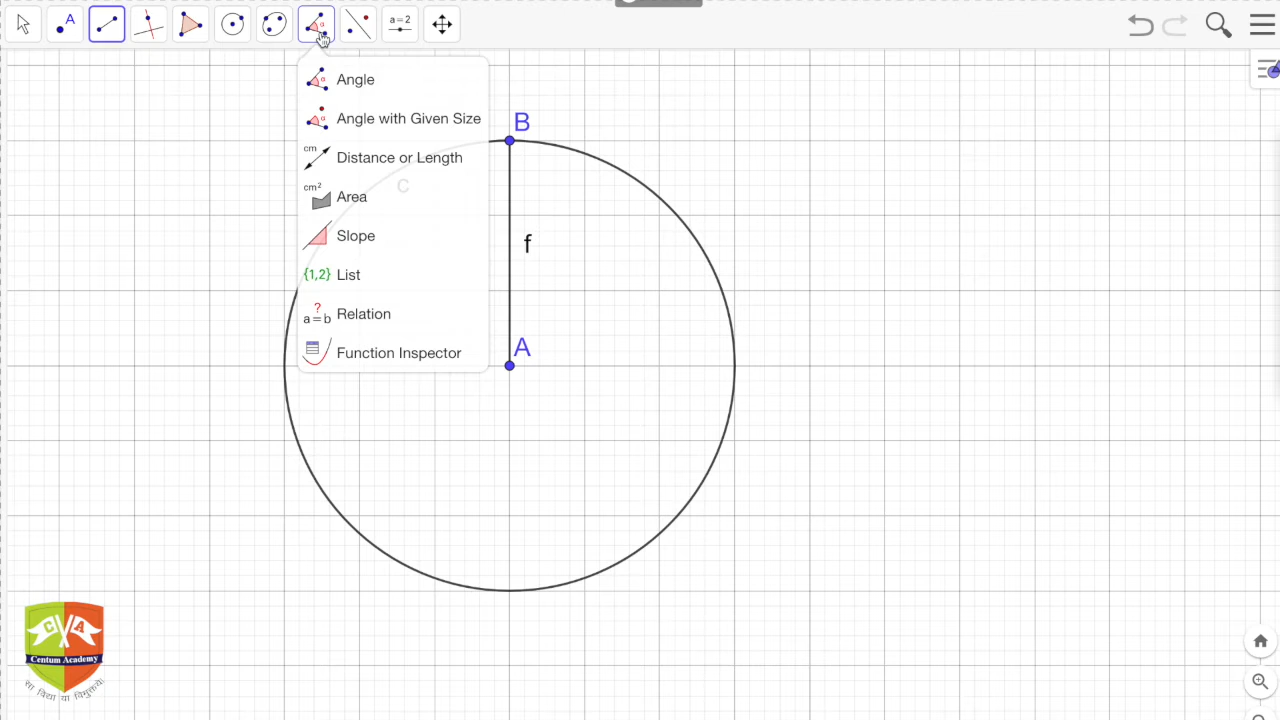 A
α
a=2
α Angle
α Angle with Given Size
cm Distance or Length
cm² Area
Slope
{1,2} List
? a=b Relation
Function Inspector
B
c
f
A
C A
Centum Academy
सा विद्या या विमुक्तये